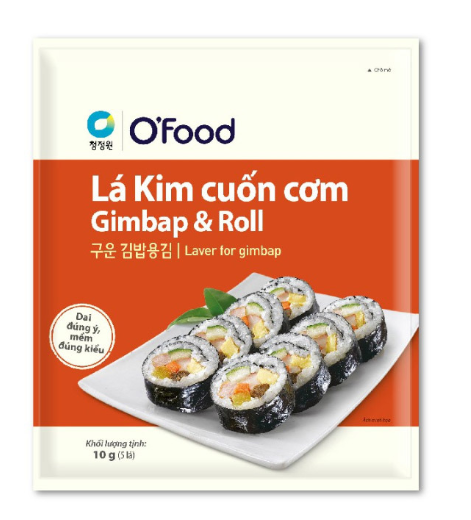 청정원
O'Food
Lá Kim cuốn cơm
Gimbap & Roll
구운 김밥용김 | Laver for gimbap
Dai
đúng ý,
mềm
đúng kiểu
Khối lượng tịnh:
10 g (5 lá)